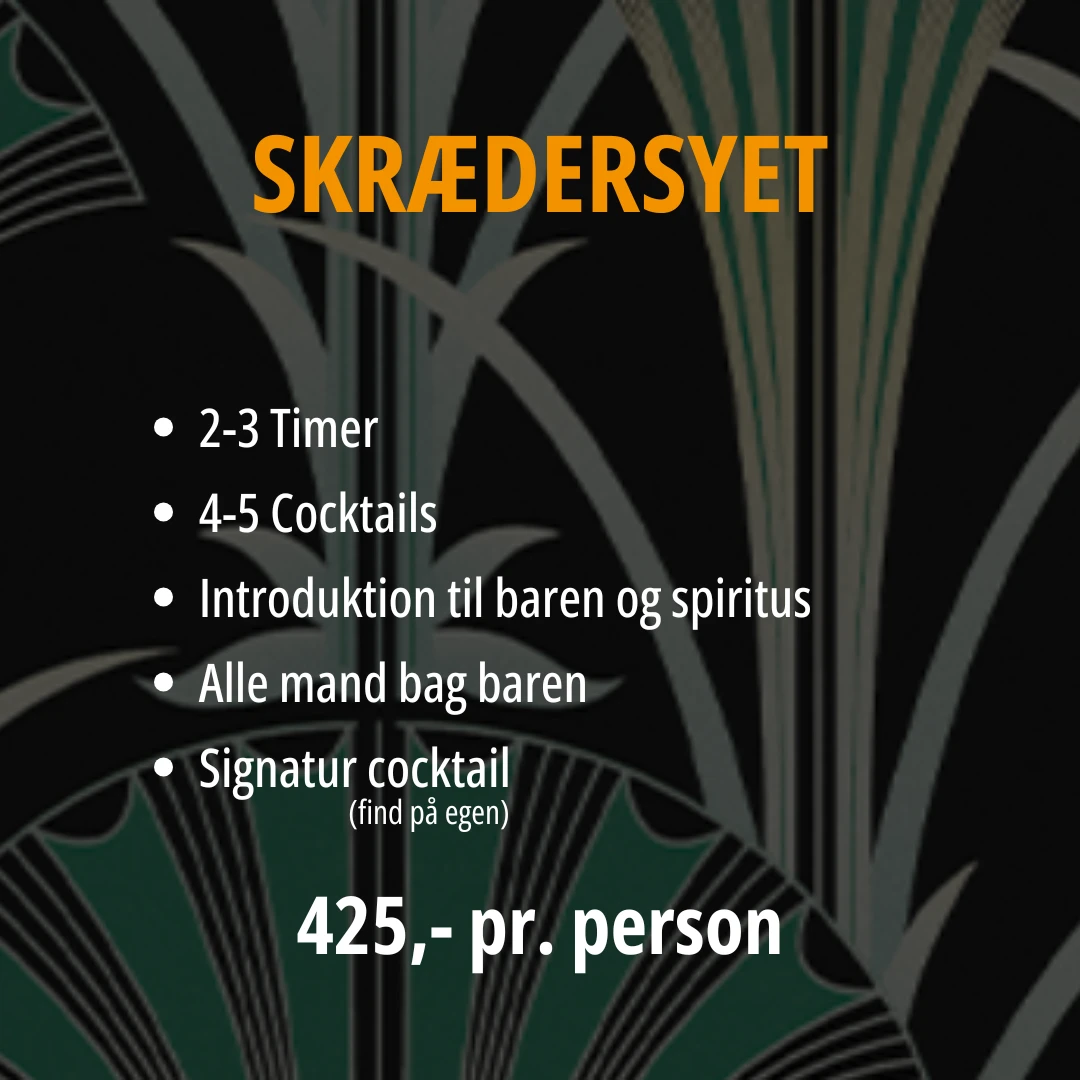 SKRÆDERSYET
• 2-3 Timer
• 4-5 Cocktails
• Introduktion til baren og spiritus
• Alle mand bag baren
• Signatur cocktail
(find på egen)
425,- pr. person